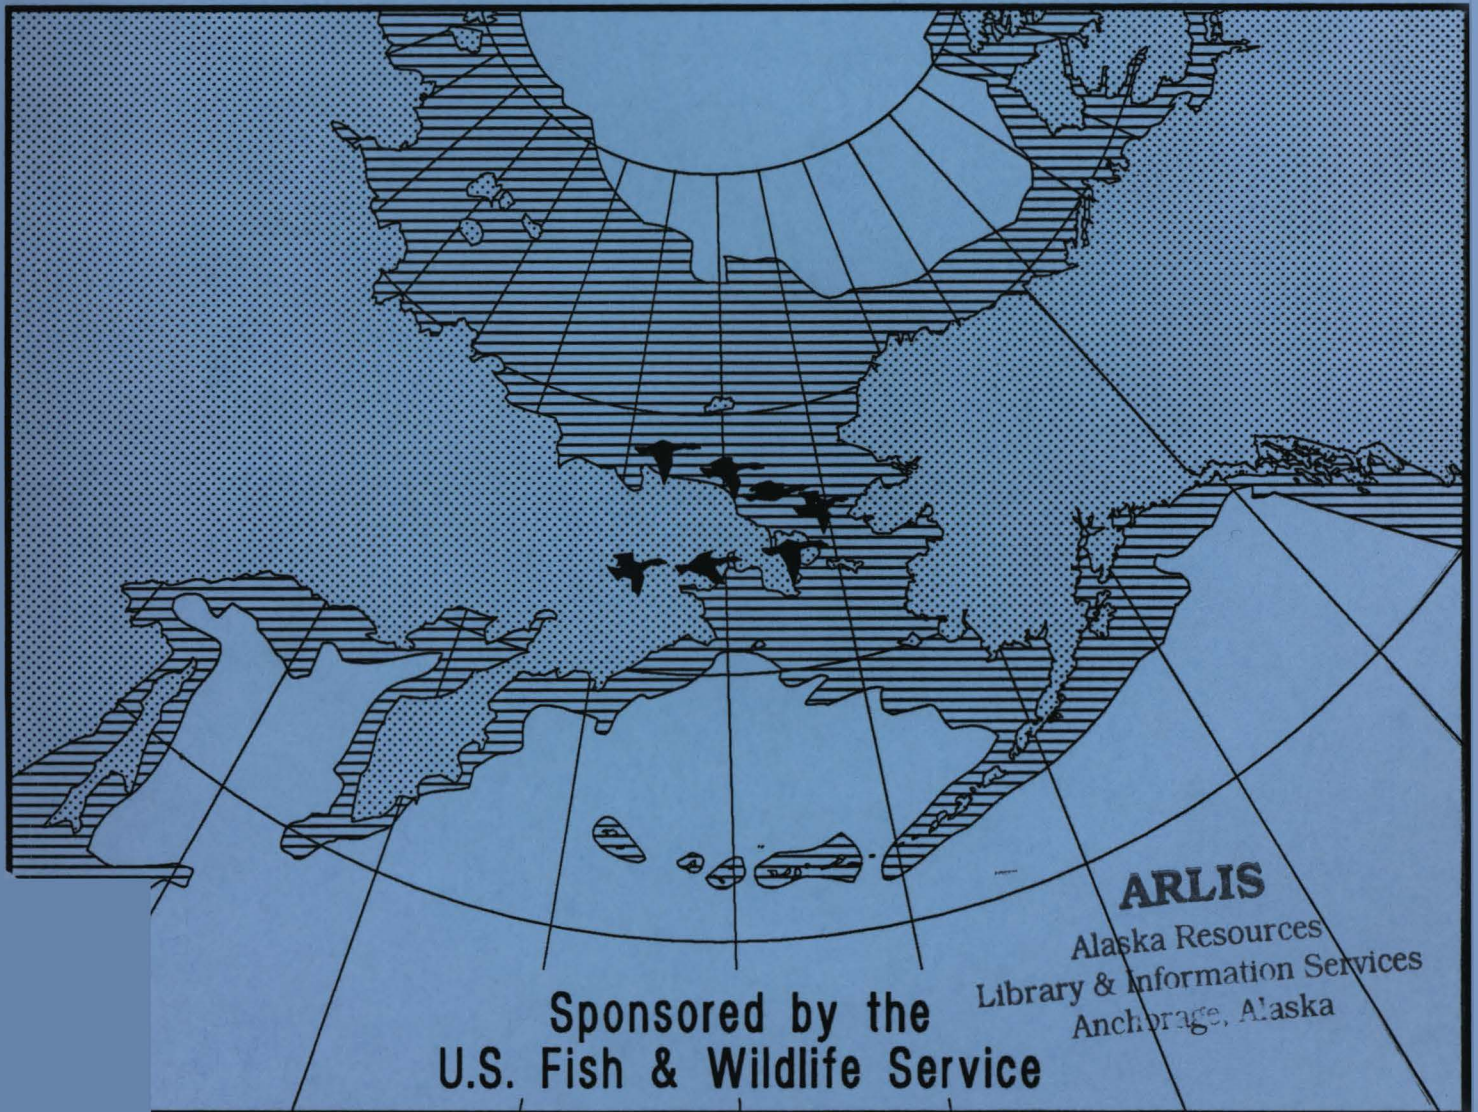 Sponsored by the
U.S. Fish & Wildlife Service
ARLIS
Alaska Resources
Library & Information Services
Anchorage, Alaska